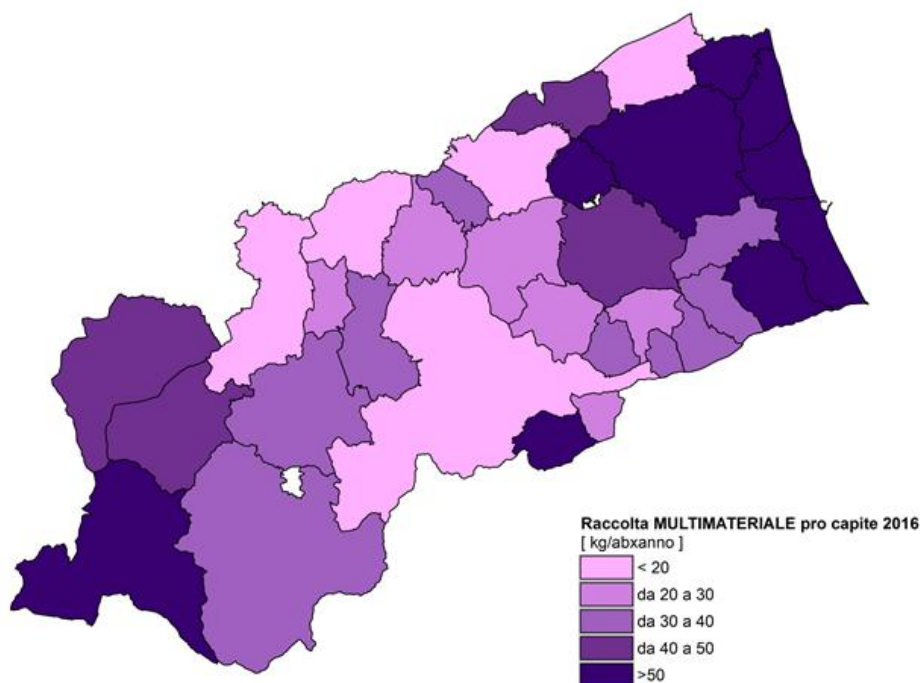 Raccolta MULTIMATERIALE pro capite 2016
[ kg/abxanno ]
< 20
da 20 a 30
da 30 a 40
da 40 a 50
>50